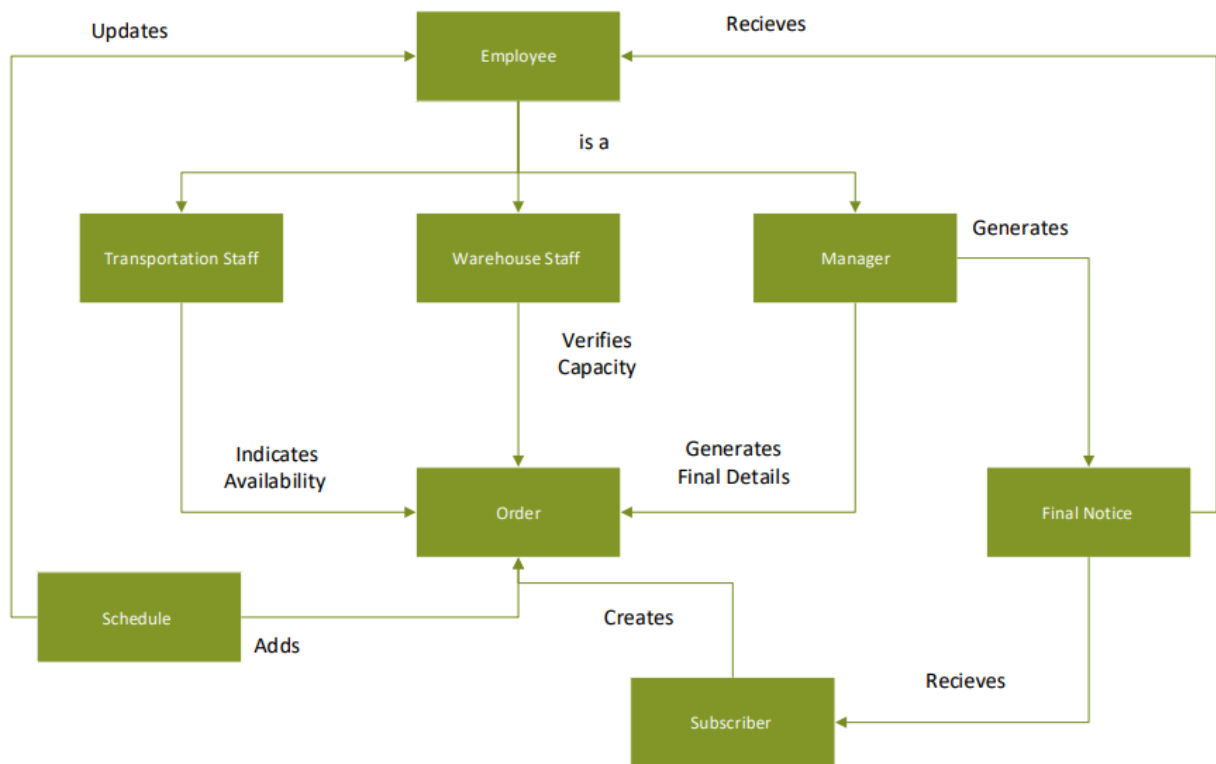 Updates
Recieves
Employee
is a
Transportation Staff
Warehouse Staff
Manager
Generates
Verifies
Capacity
Indicates
Availability
Generates
Final Details
Order
Final Notice
Schedule
Adds
Creates
Recieves
Subscriber